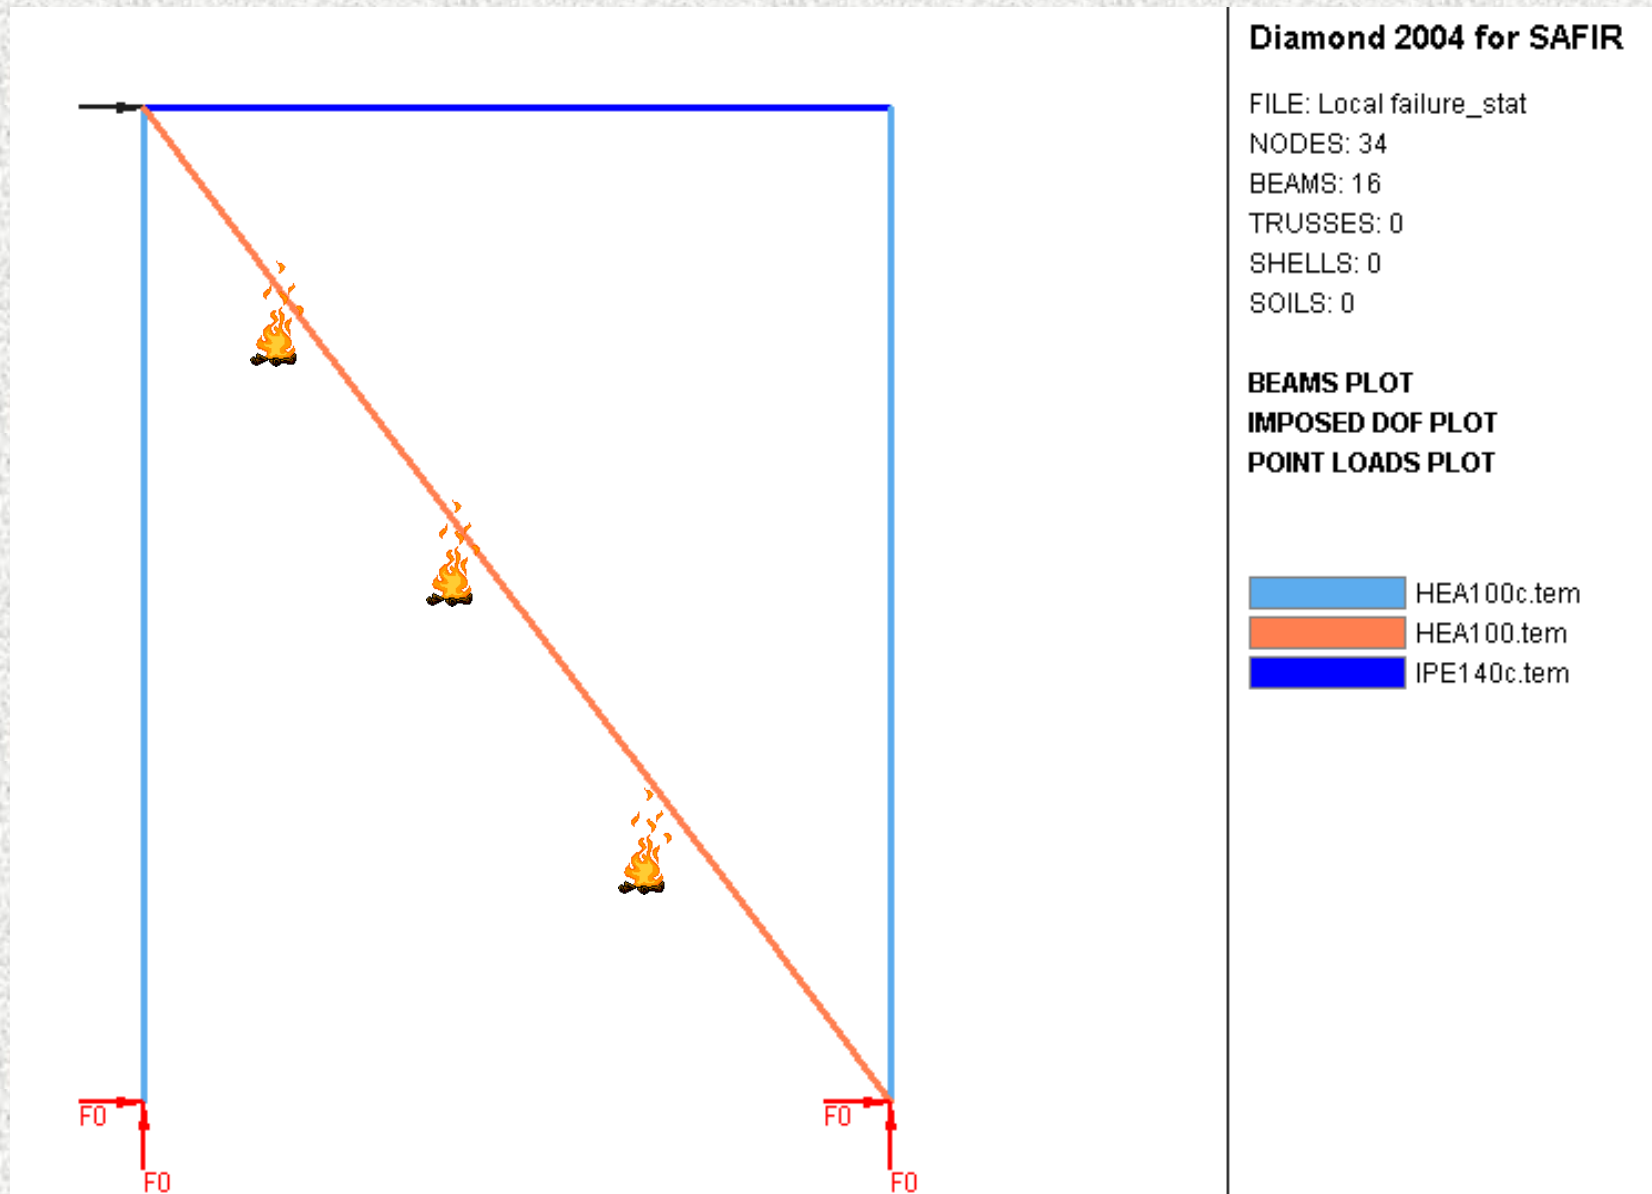 Diamond 2004 for SAFIR
FILE: Local failure_stat
NODES: 34
BEAMS: 16
TRUSSES: 0
SHELLS: 0
SOILS: 0
BEAMS PLOT
IMPOSED DOF PLOT
POINT LOADS PLOT
HEA100c.tem
HEA100.tem
IPE140c.tem
F0
F0
F0
F0